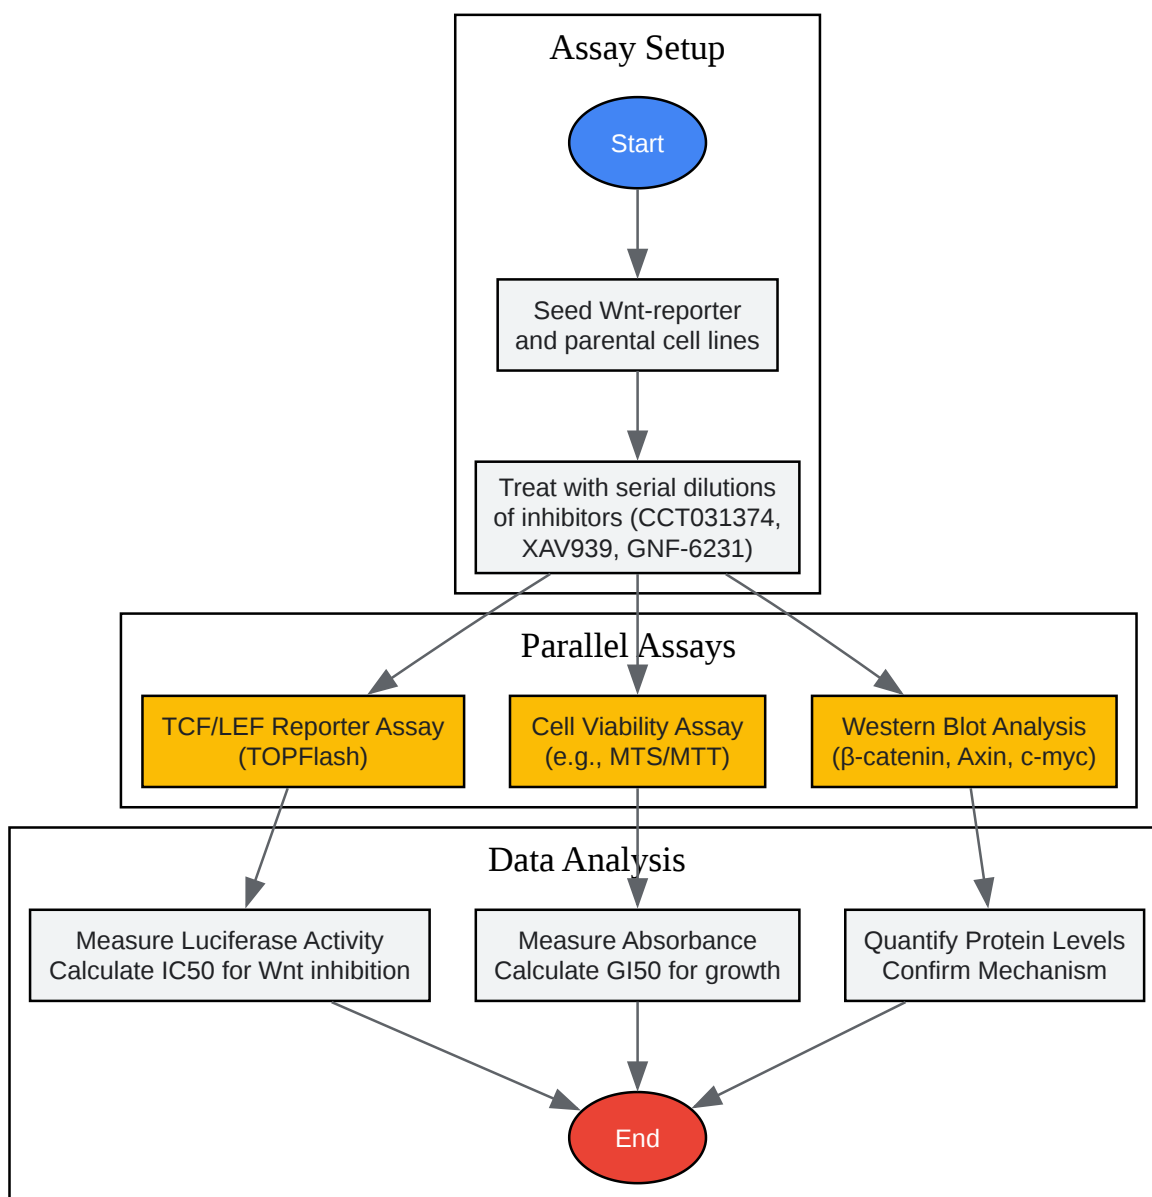 Assay Setup
Start
Seed Wnt-reporter
and parental cell lines
Treat with serial dilutions
of inhibitors (CCT031374,
XAV939, GNF-6231)
Parallel Assays
TCF/LEF Reporter Assay
(TOPFlash)
Cell Viability Assay
(e.g., MTS/MTT)
Western Blot Analysis
(β-catenin, Axin, c-myc)
Data Analysis
Measure Luciferase Activity
Calculate IC50 for Wnt inhibition
Measure Absorbance
Calculate GI50 for growth
Quantify Protein Levels
Confirm Mechanism
End